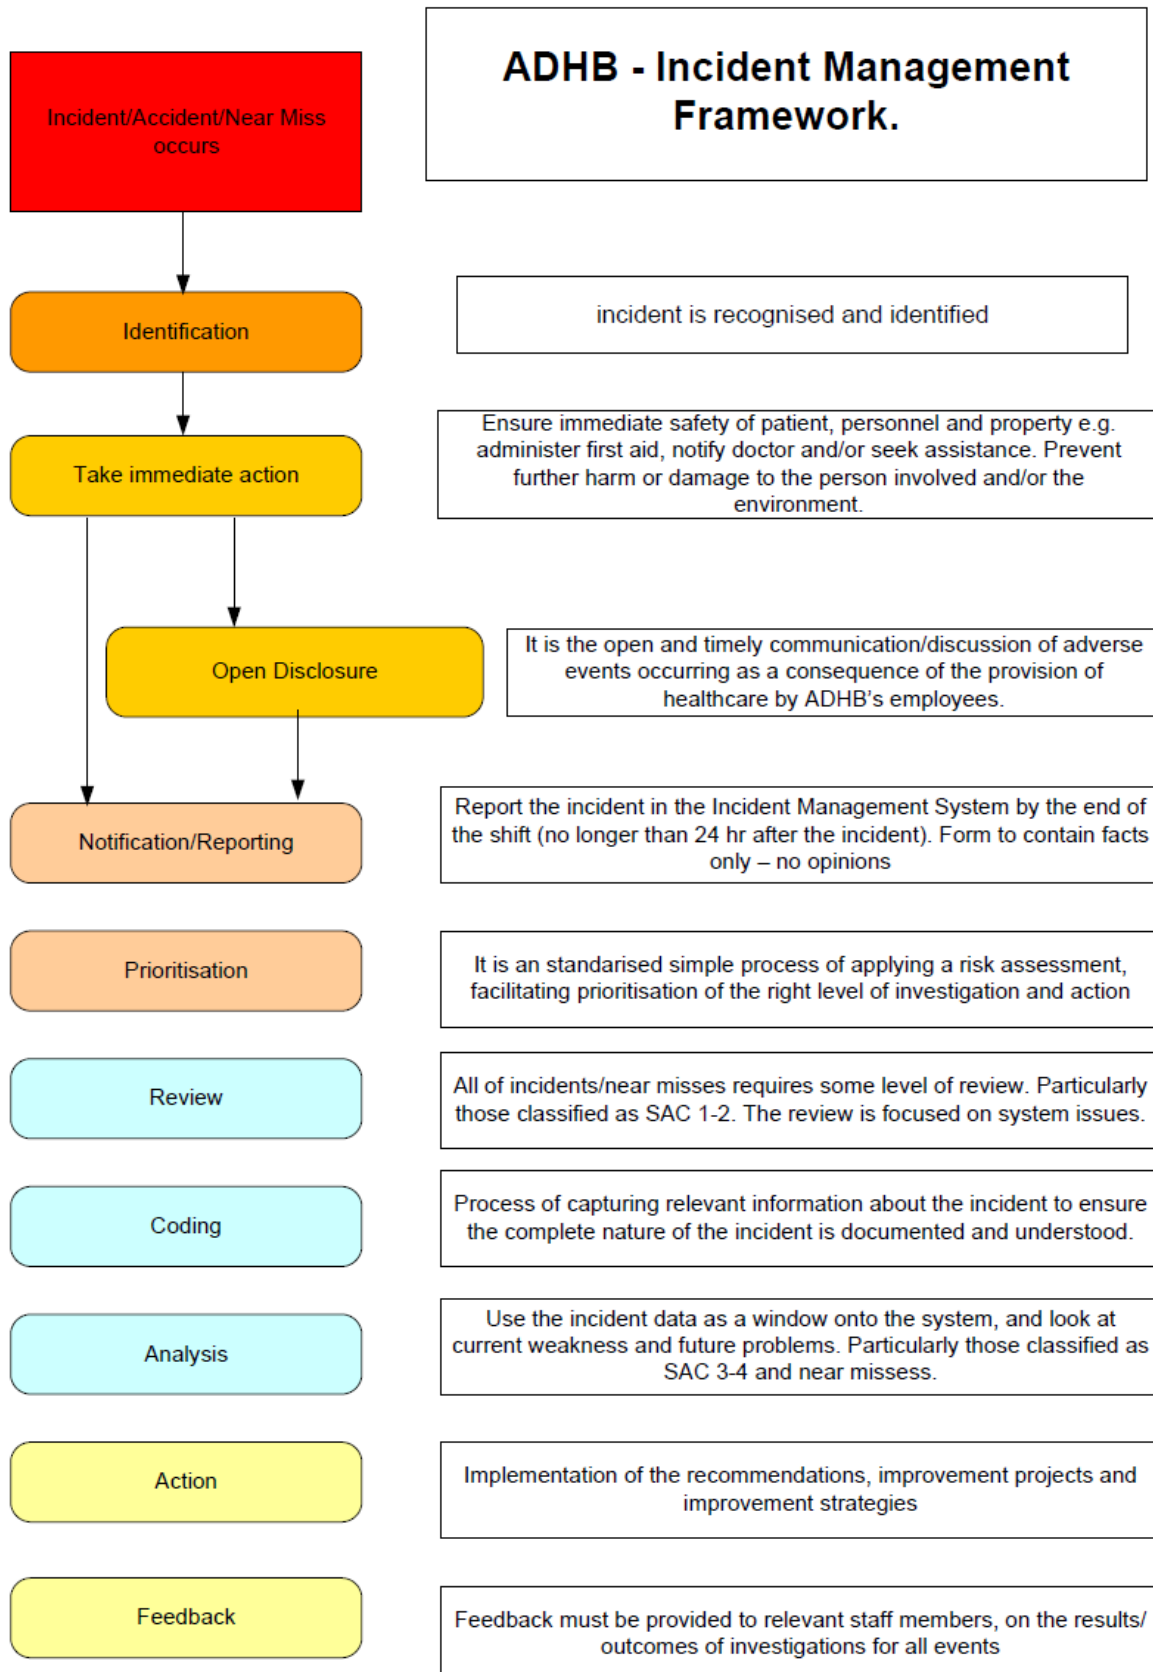 ADHB - Incident Management
Framework.
Incident/Accident/Near Miss
occurs
Identification
incident is recognised and identified
Take immediate action
Ensure immediate safety of patient, personnel and property e.g.
administer first aid, notify doctor and/or seek assistance. Prevent
further harm or damage to the person involved and/or the
environment.
Open Disclosure
It is the open and timely communication/discussion of adverse
events occurring as a consequence of the provision of
healthcare by ADHB's employees.
Notification/Reporting
Report the incident in the Incident Management System by the end of
the shift (no longer than 24 hr after the incident). Form to contain facts
only – no opinions
Prioritisation
It is an standarised simple process of applying a risk assessment,
facilitating prioritisation of the right level of investigation and action
Review
All of incidents/near misses requires some level of review. Particularly
those classified as SAC 1-2. The review is focused on system issues.
Coding
Process of capturing relevant information about the incident to ensure
the complete nature of the incident is documented and understood.
Analysis
Use the incident data as a window onto the system, and look at
current weakness and future problems. Particularly those classified as
SAC 3-4 and near missess.
Action
Implementation of the recommendations, improvement projects and
improvement strategies
Feedback
Feedback must be provided to relevant staff members, on the results/
outcomes of investigations for all events